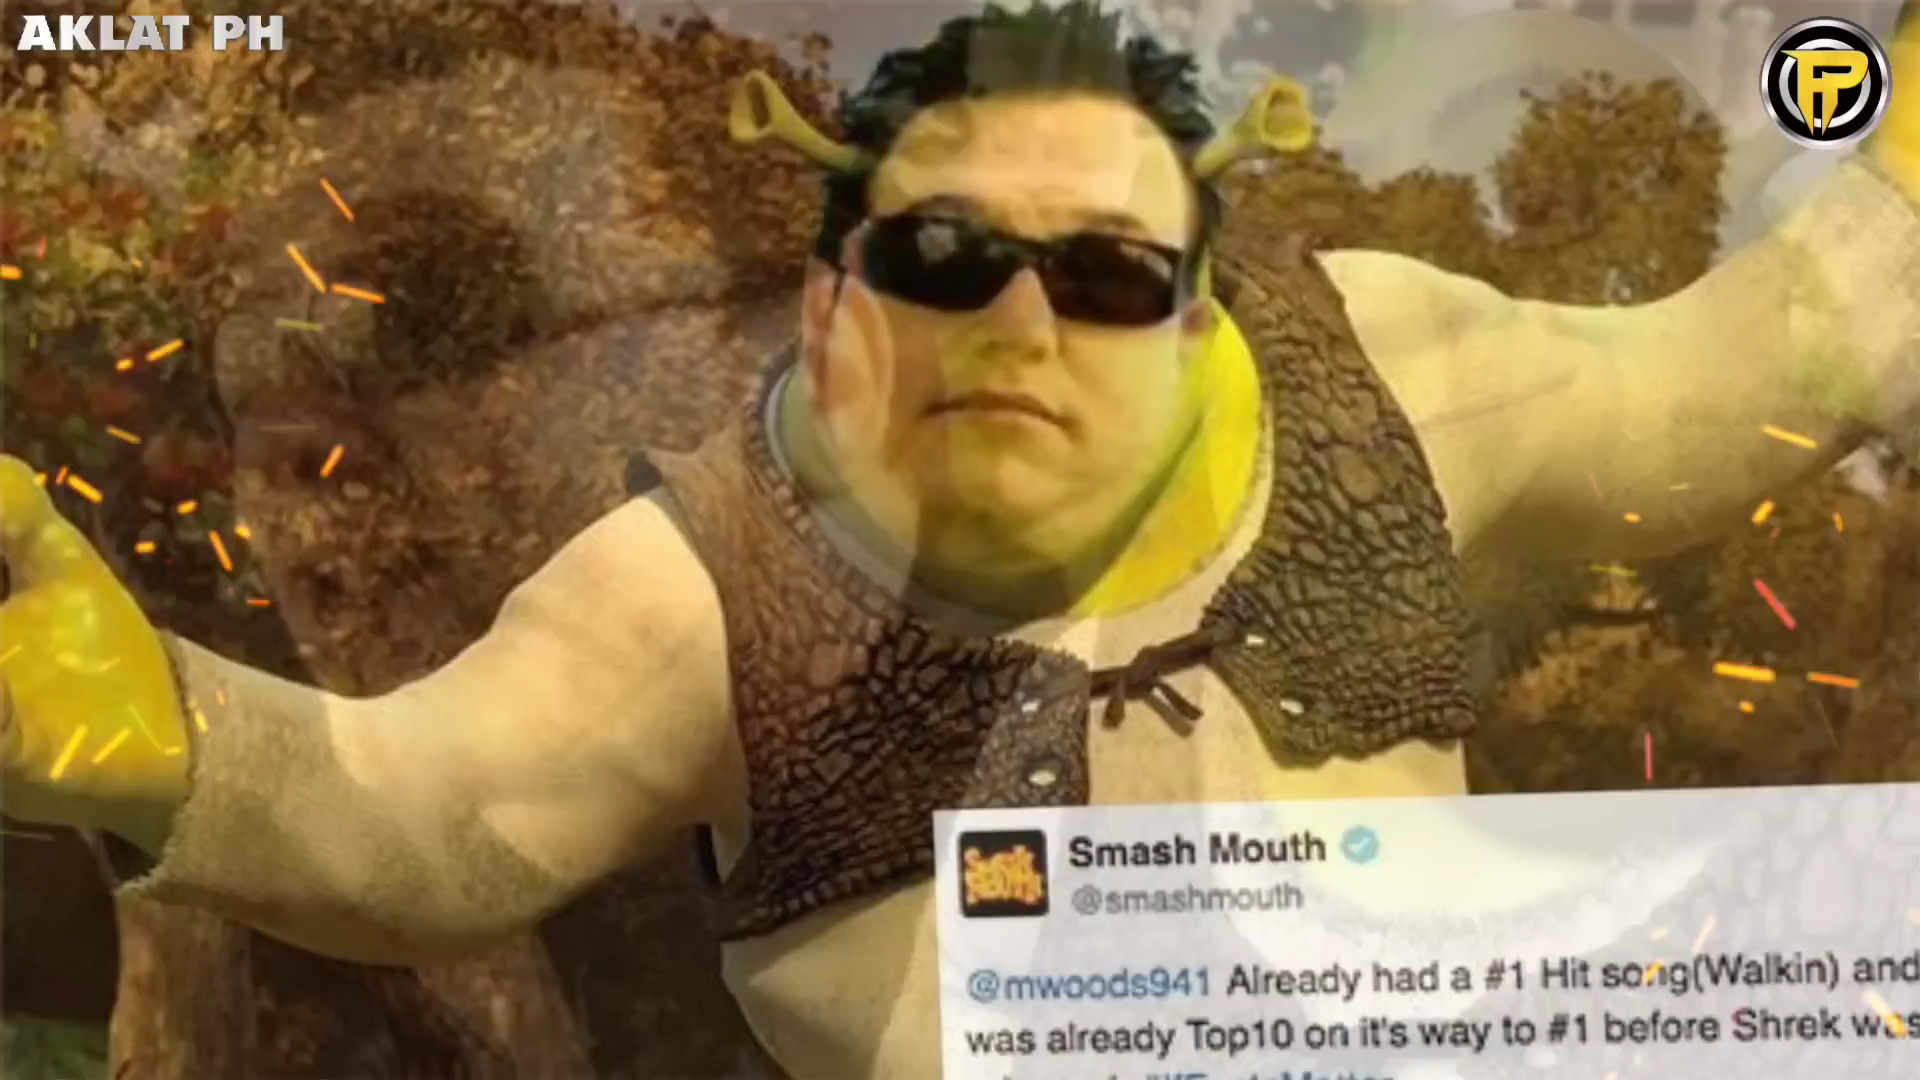 AKLAT PH
Smash Mouth
@smashmouth
@mwoods941 Already had a #1 Hit song(Walkin) and
was already Top10 on it's way to #1 before Shrek was